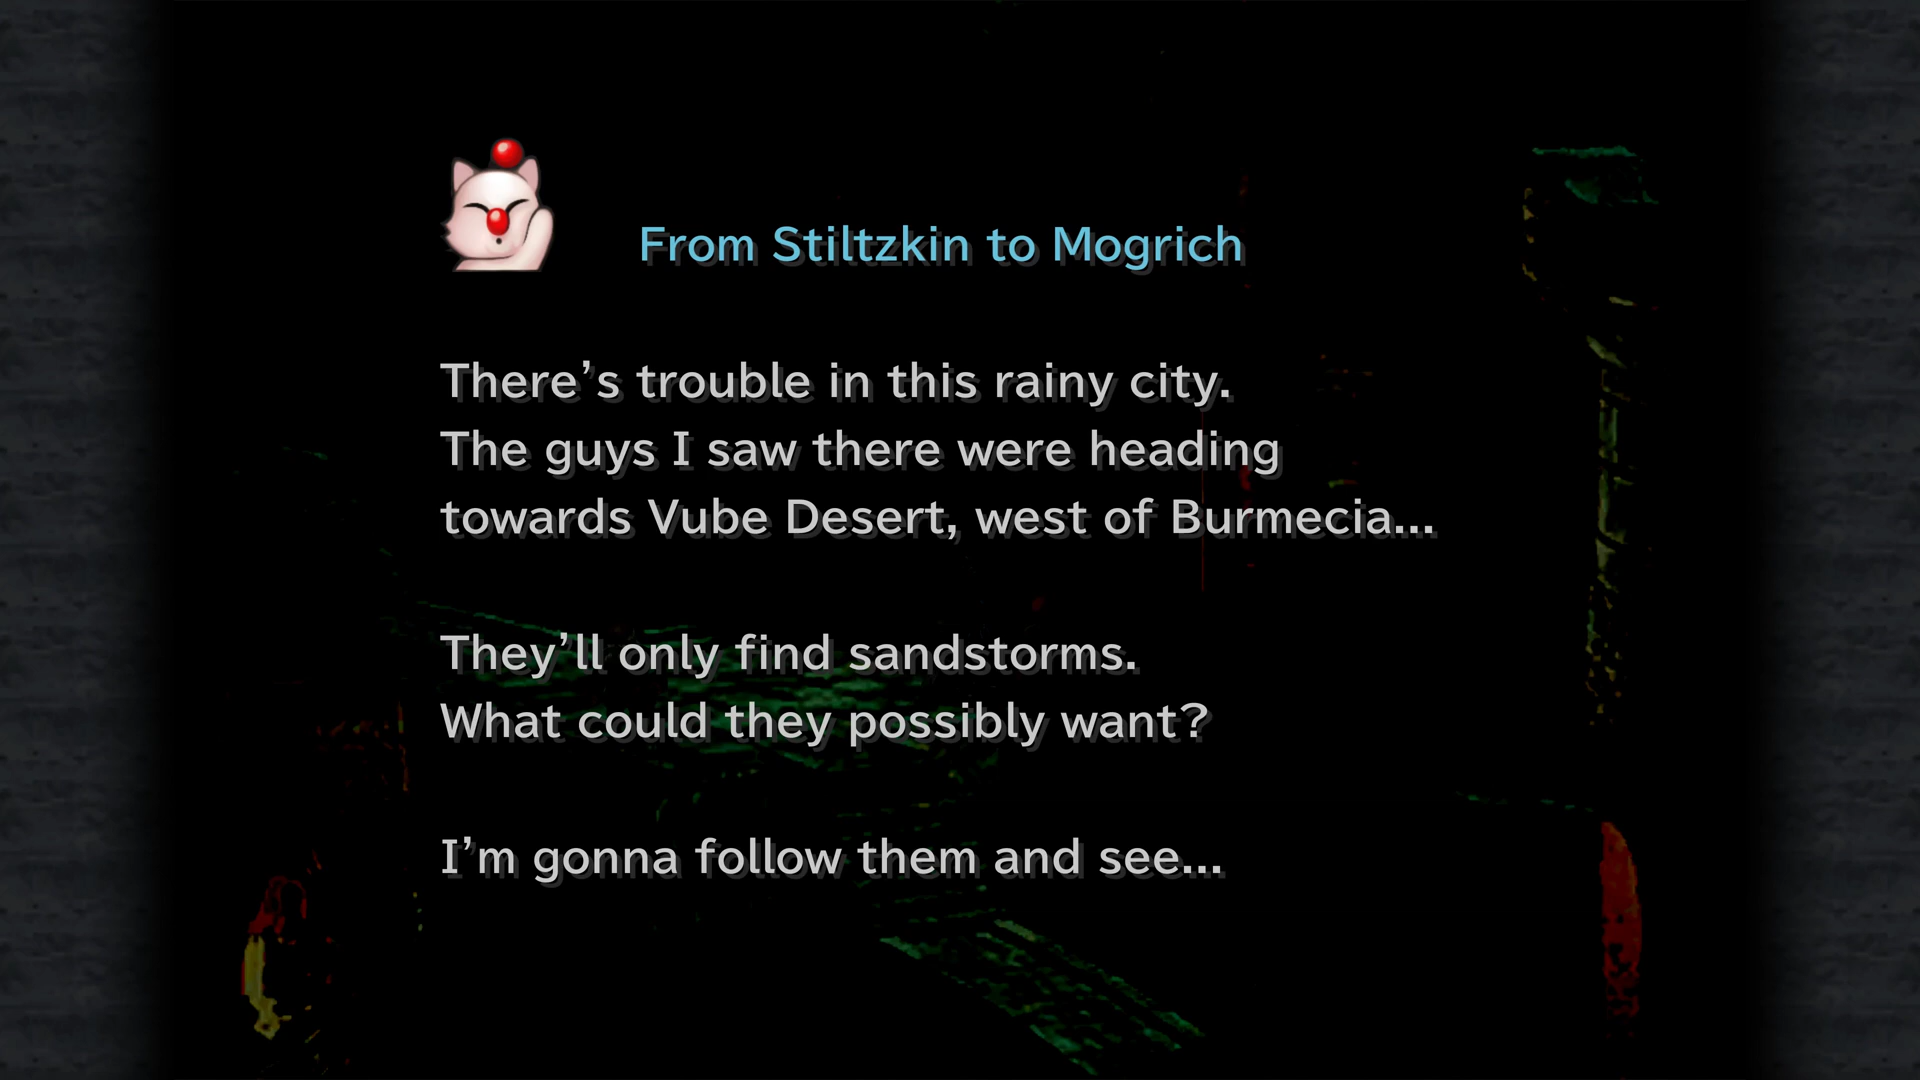 From Stiltzkin to Mogrich
There’s trouble in this rainy city.
The guys I saw there were heading
towards Vube Desert, west of Burmecia...
They’ll only find sandstorms.
What could they possibly want?
I’m gonna follow them and see...